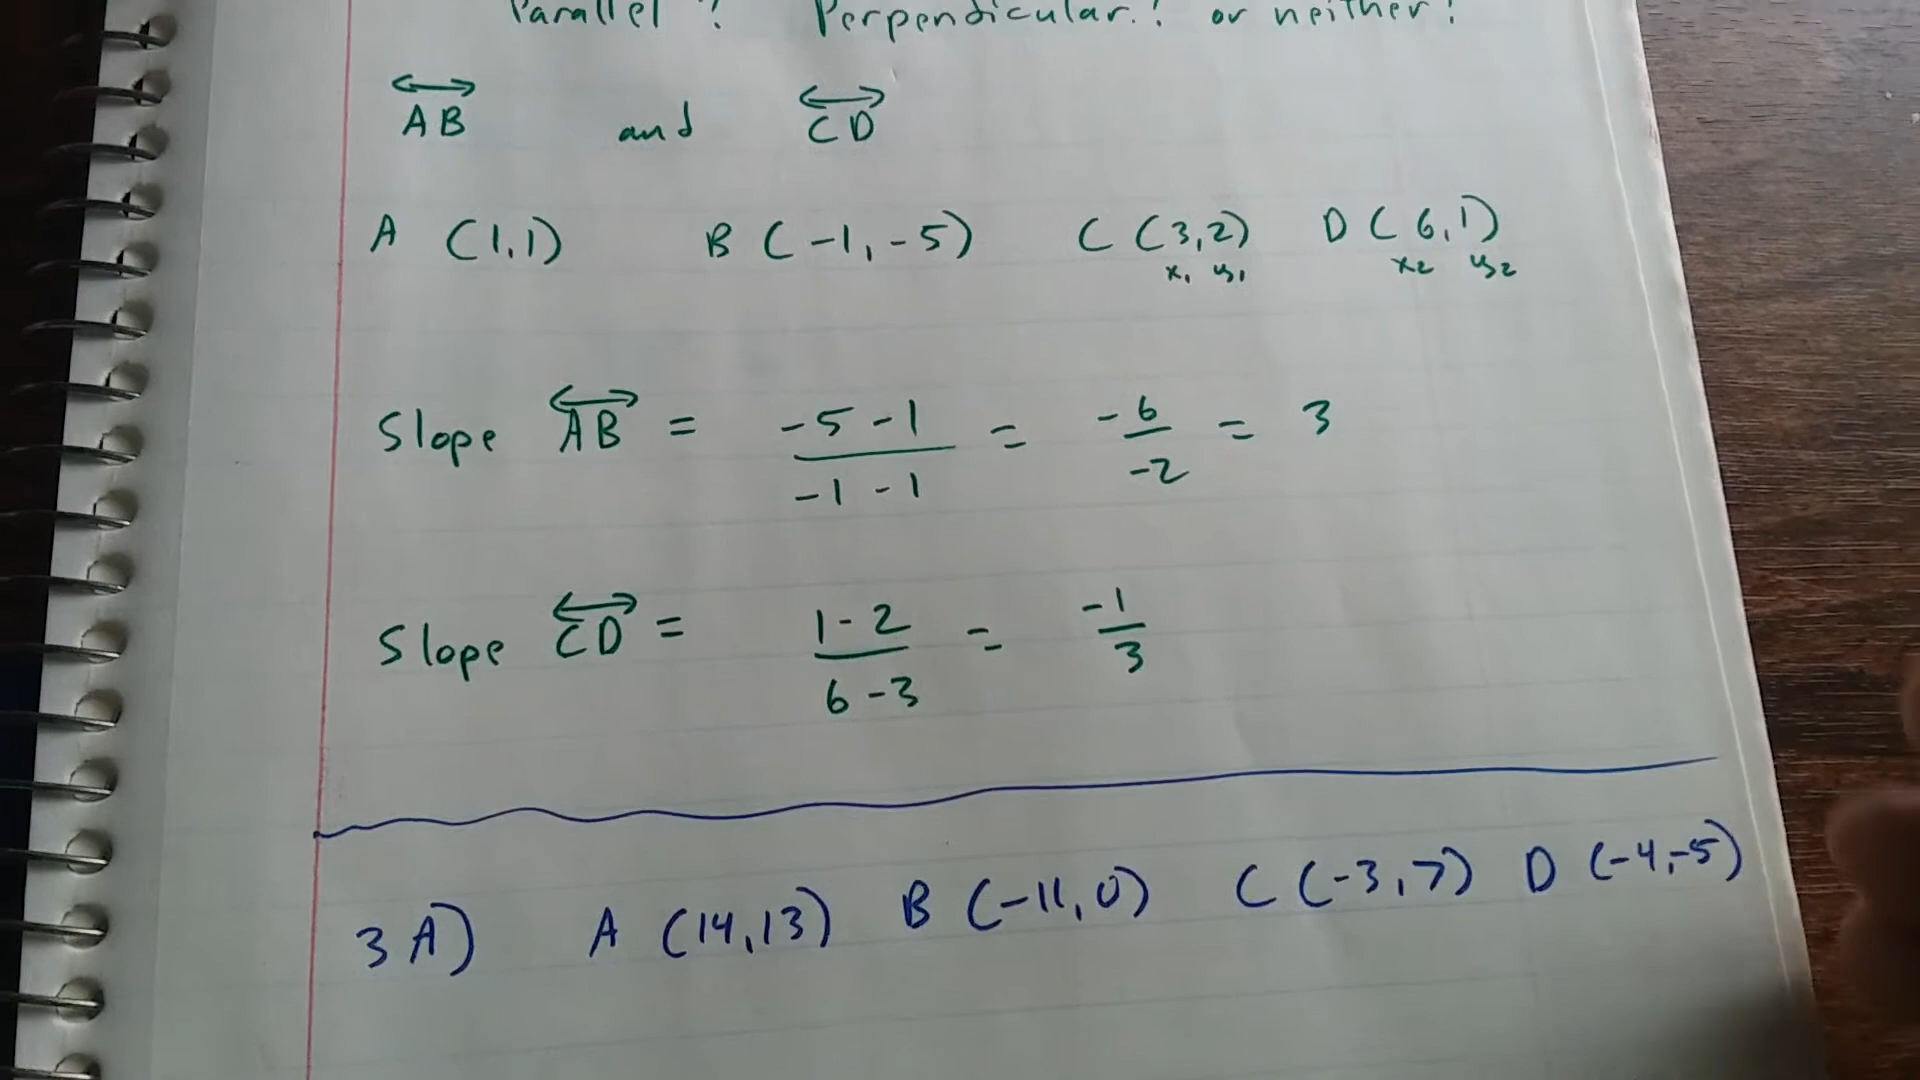 Parallel? Perpendicular? or neither?
AB and CD
A (1,1) B (-1,-5) C (3,2) D (6,1)
x₁ y₁ x₂ y₂
Slope AB = -5-1 / -1-1 = -6 / -2 = 3
Slope CD = 1-2 / 6-3 = -1 / 3
3A) A (14,13) B (-11,0) C (-3,7) D (-4,-5)